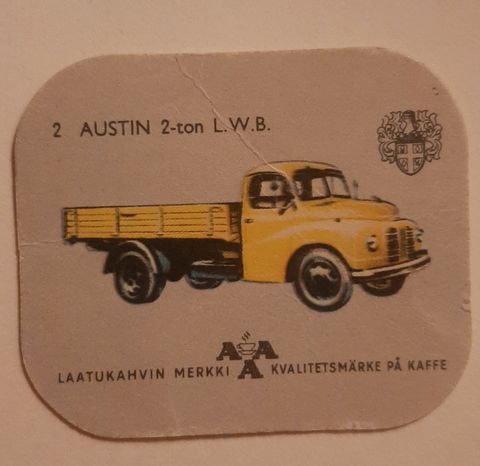 2 AUSTIN 2-ton L.W.B.
AAA
LAATUKAHVIN MERKKI KVALITETSMÄRKE PÅ KAFFE